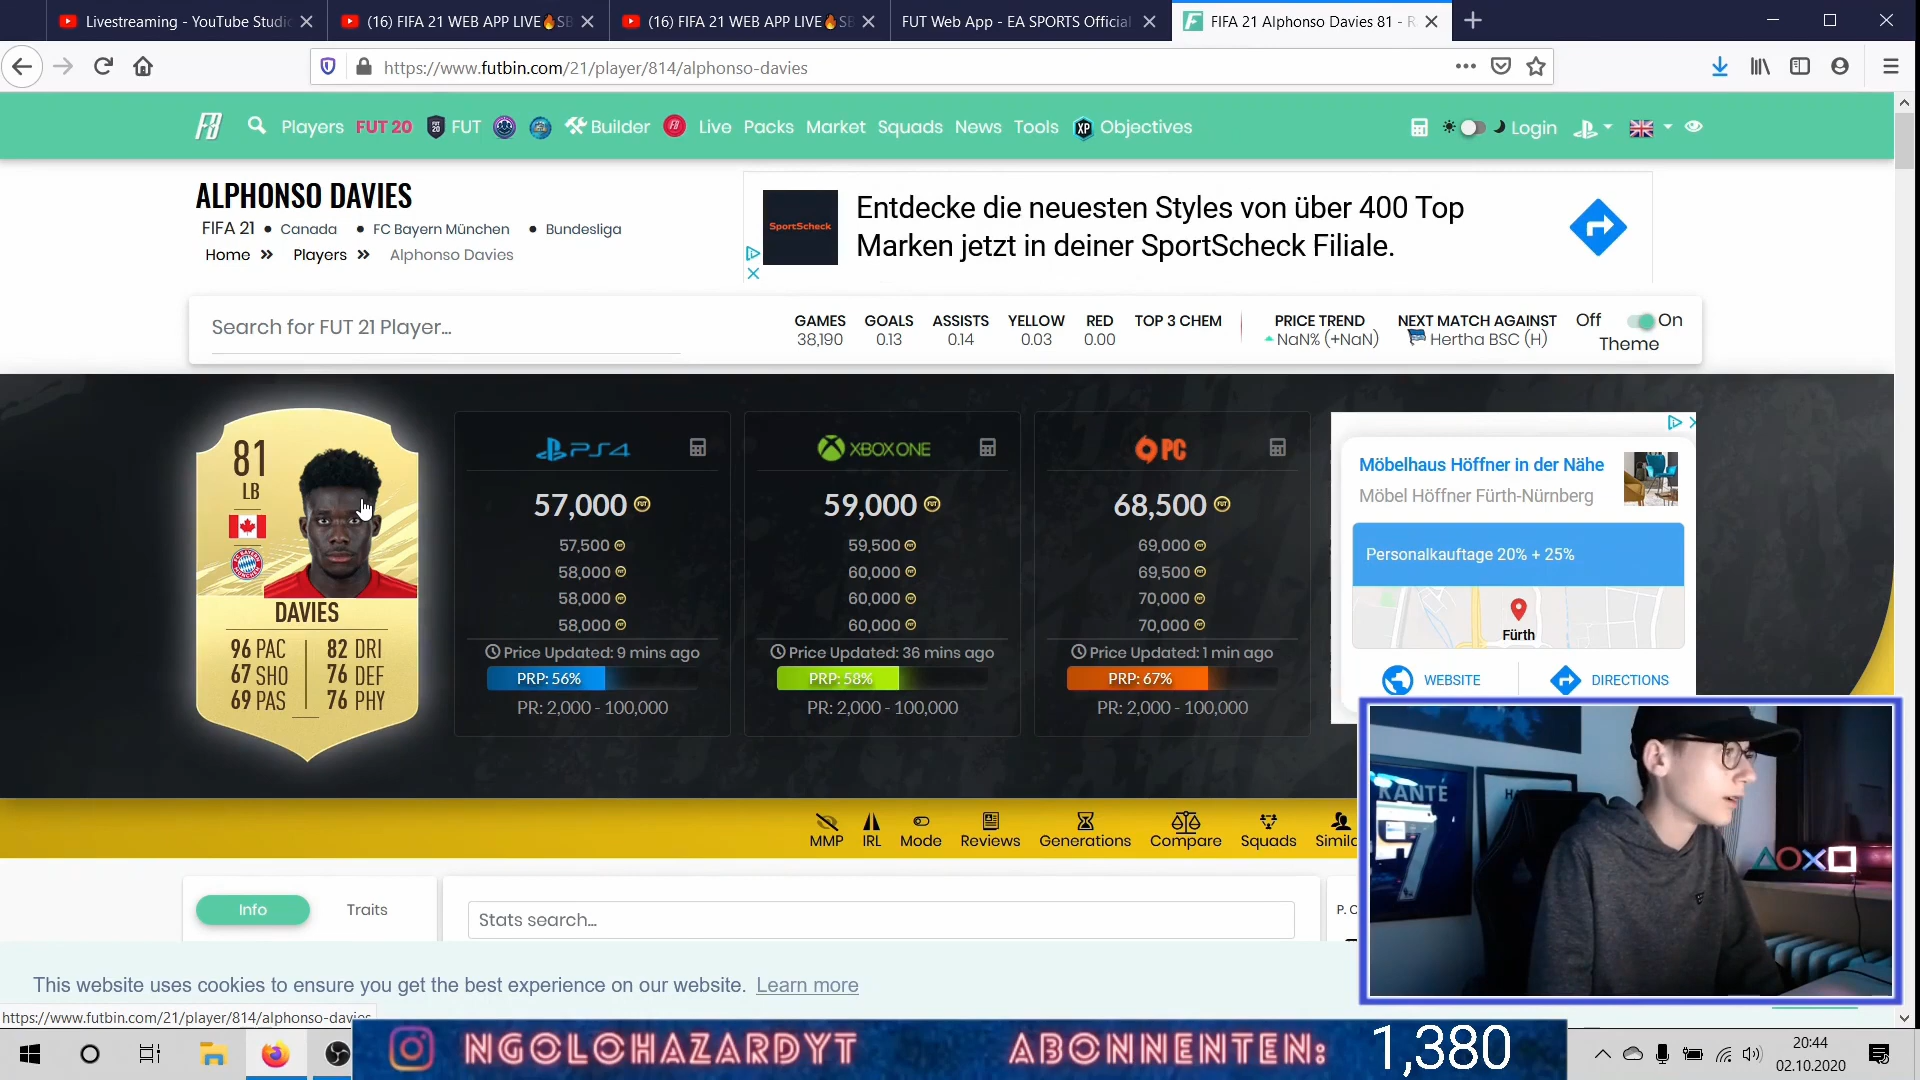 Livestreaming - YouTube Studio
(16) FIFA 21 WEB APP LIVE🔥SB
(16) FIFA 21 WEB APP LIVE🔥SB
FUT Web App - EA SPORTS Official
FIFA 21 Alphonso Davies 81 - R
https://www.futbin.com/21/player/814/alphonso-davies
Players FUT 20 FUT Builder Live Packs Market Squads News Tools XP Objectives Login
ALPHONSO DAVIES
FIFA 21 • Canada • FC Bayern München • Bundesliga
Home » Players » Alphonso Davies
SportScheck
Entdecke die neuesten Styles von über 400 Top
Marken jetzt in deiner SportScheck Filiale.
Search for FUT 21 Player...
GAMES GOALS ASSISTS YELLOW RED TOP 3 CHEM PRICE TREND NEXT MATCH AGAINST Off On
38,190 0.13 0.14 0.03 0.00 NaN% (+NaN) Hertha BSC (H) Theme
81
LB
DAVIES
96 PAC 82 DRI
67 SHO 76 DEF
69 PAS 76 PHY
PS4
57,000
57,500
58,000
58,000
58,000
Price Updated: 9 mins ago
PRP: 56%
PR: 2,000 - 100,000
XBOX ONE
59,000
59,500
60,000
60,000
60,000
Price Updated: 36 mins ago
PRP: 58%
PR: 2,000 - 100,000
PC
68,500
69,000
69,500
70,000
70,000
Price Updated: 1 min ago
PRP: 67%
PR: 2,000 - 100,000
Möbelhaus Höffner in der Nähe
Möbel Höffner Fürth-Nürnberg
Personalkauftage 20% + 25%
Fürth
WEBSITE DIRECTIONS
MMP IRL Mode Reviews Generations Compare Squads Simila
KANTE
7
Info Traits
Stats search...
P. C
This website uses cookies to ensure you get the best experience on our website. Learn more
https://www.futbin.com/21/player/814/alphonso-davies
NGOLOHAZARDYT ABONNENTEN: 1,380
20:44
02.10.2020